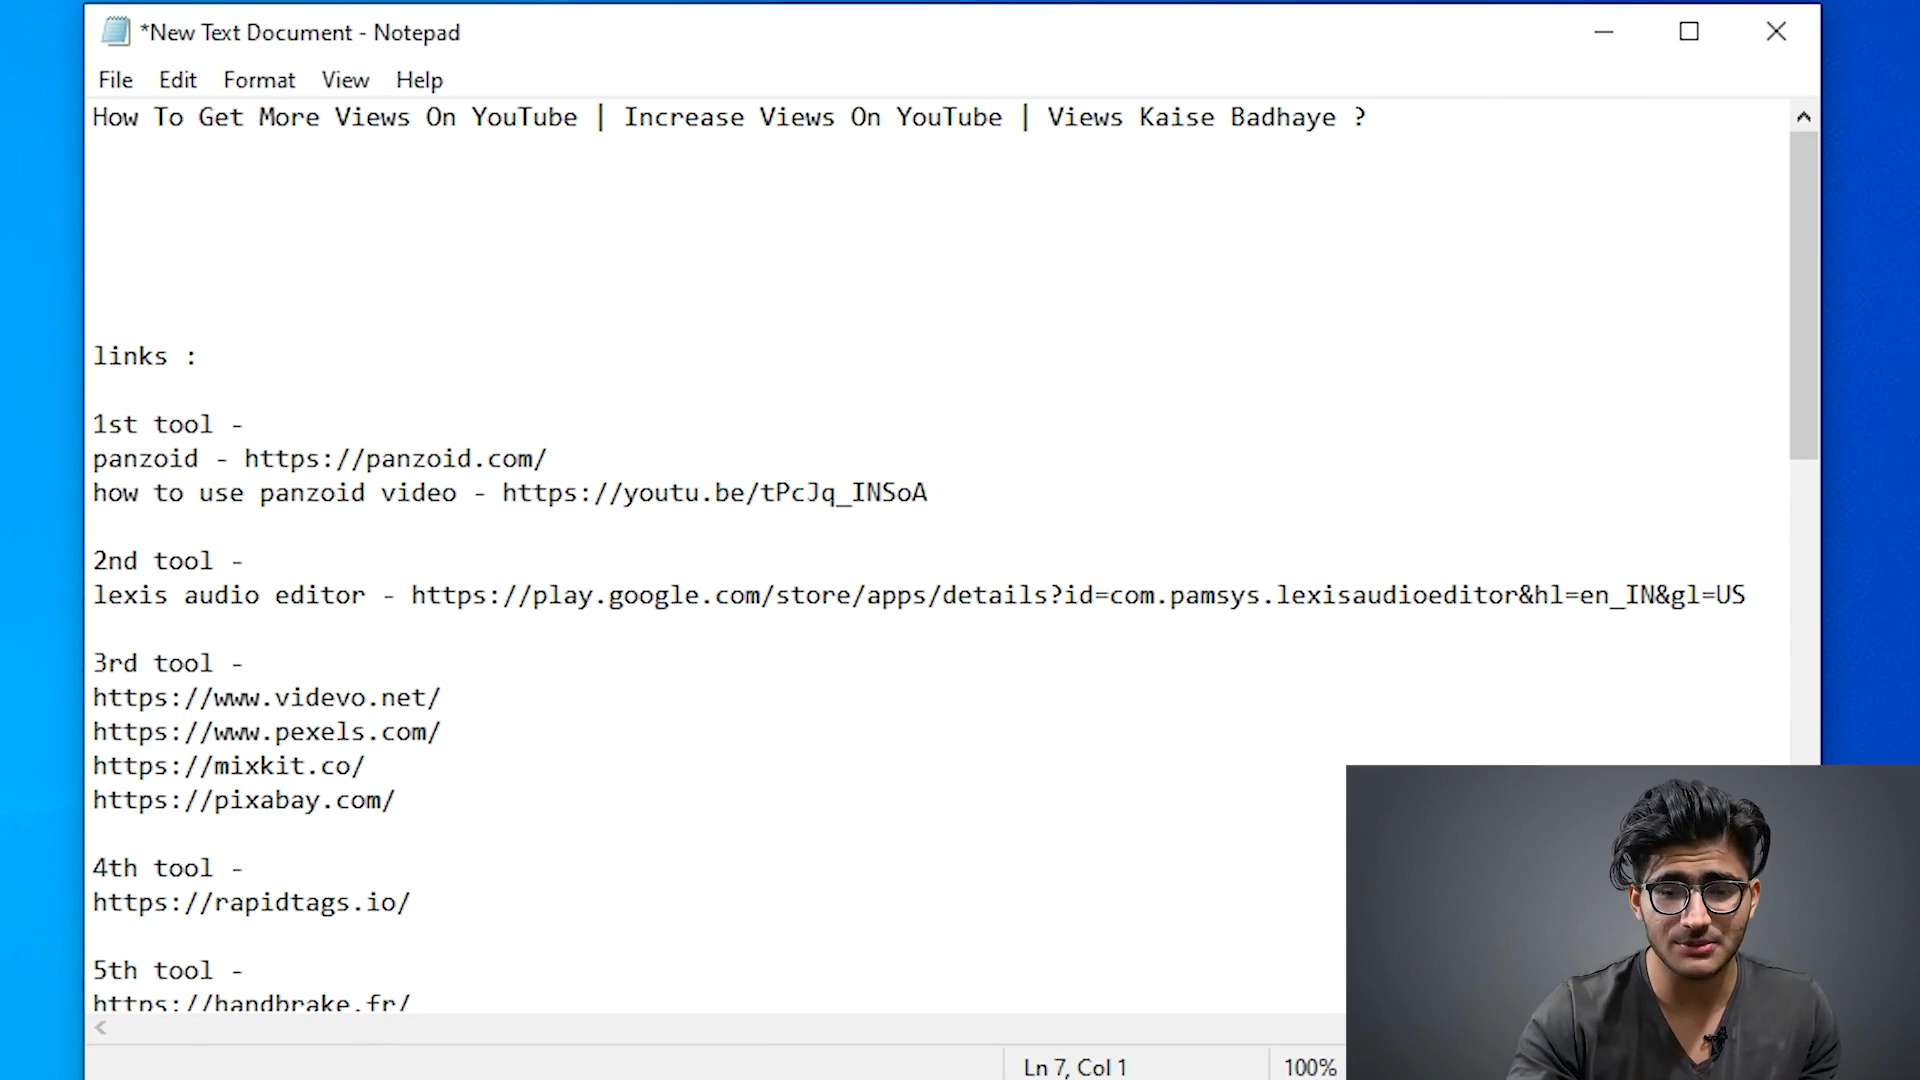 *New Text Document - Notepad
File Edit Format View Help
How To Get More Views On YouTube | Increase Views On YouTube | Views Kaise Badhaye ?
links :
1st tool -
panzoid - https://panzoid.com/
how to use panzoid video - https://youtu.be/tPcJq_INSoA
2nd tool -
lexis audio editor - https://play.google.com/store/apps/details?id=com.pamsys.lexisaudioeditor&hl=en_IN&gl=US
3rd tool -
https://www.videvo.net/
https://www.pexels.com/
https://mixkit.co/
https://pixabay.com/
4th tool -
https://rapidtags.io/
5th tool -
https://handbrake.fr/
Ln 7, Col 1 100%